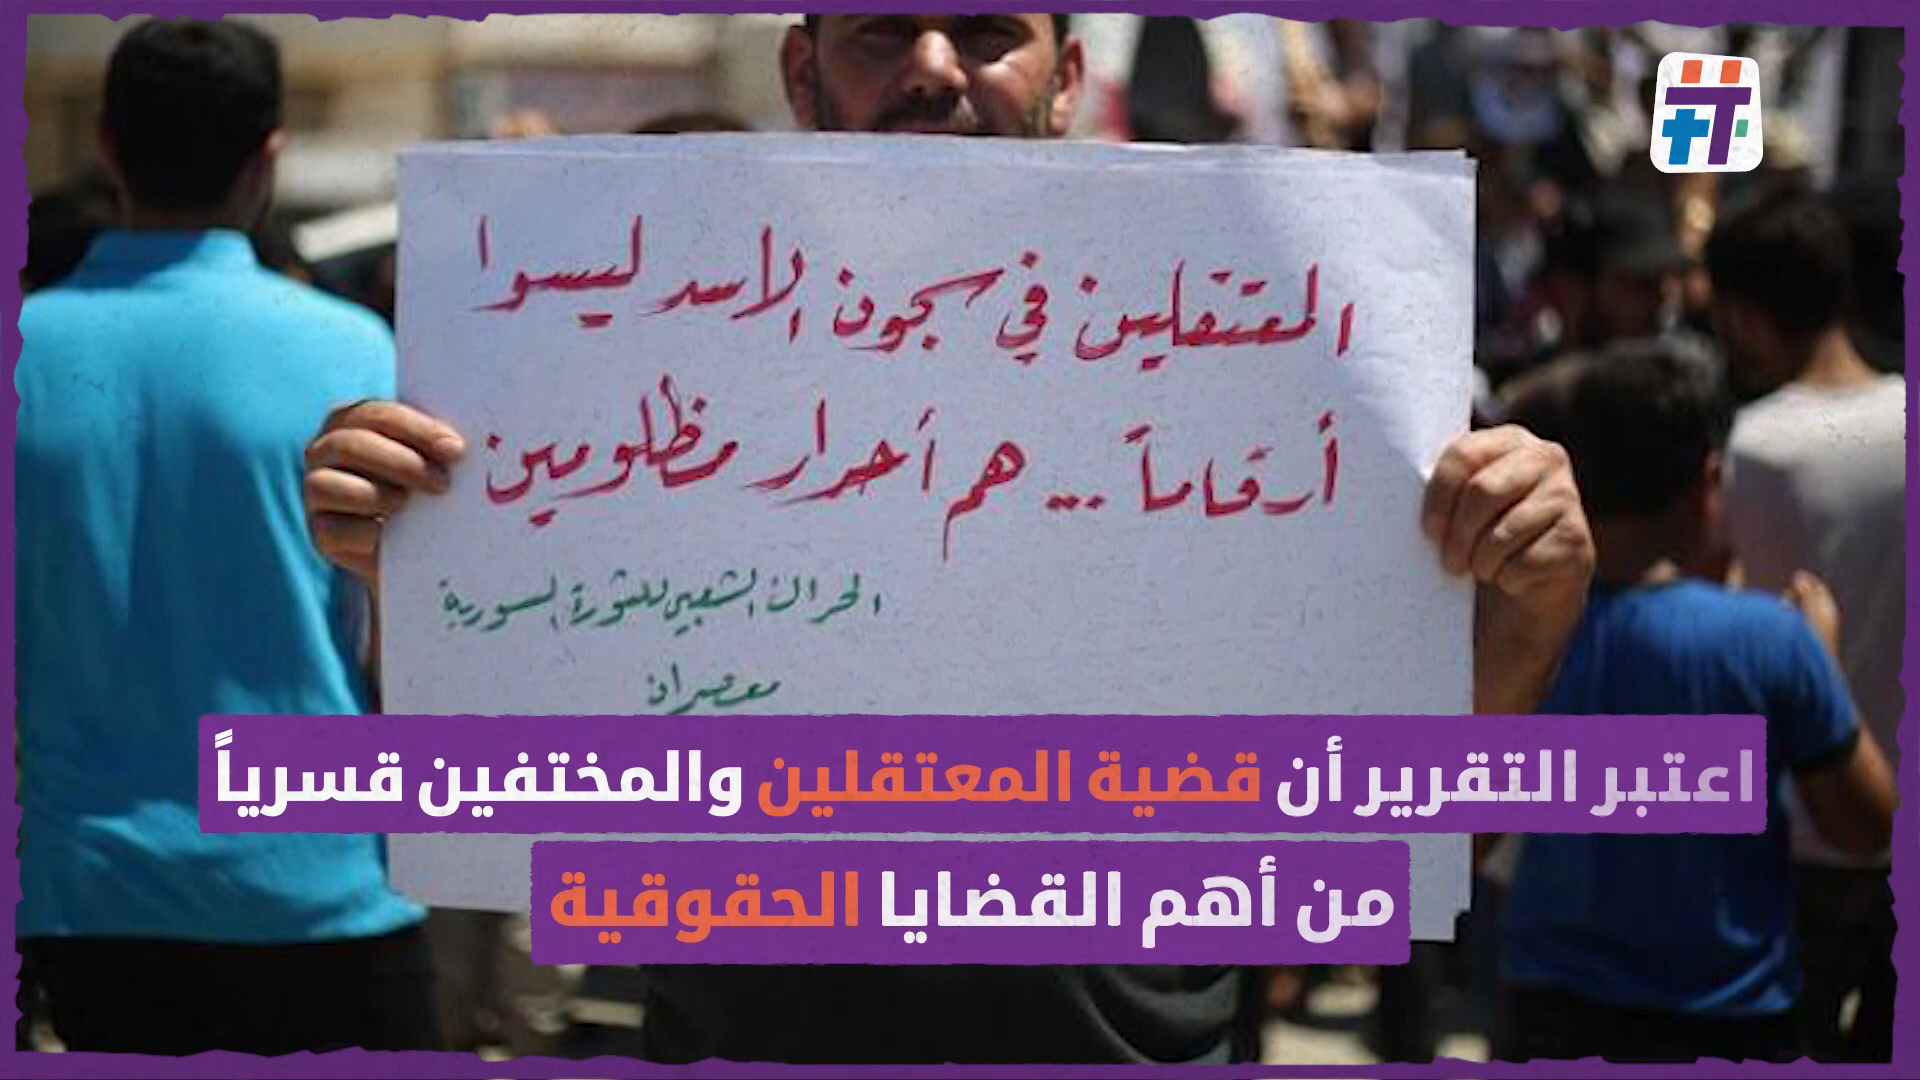 المعتقلين في سجون الاسد ليسوا
أرقاماً .. هم أحرار مظلومين
الحراك الشعبي للثورة السورية
معصران
اعتبر التقرير أن قضية المعتقلين والمختفين قسرياً
من أهم القضايا الحقوقية